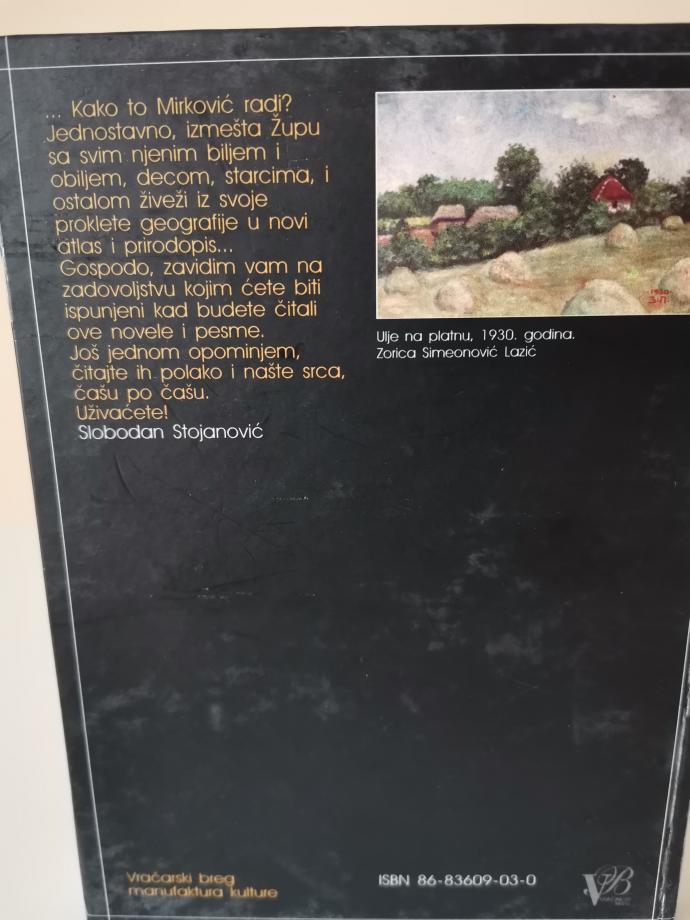 ... Kako to Mirković radi?
Jednostavno, izmešta Župu
sa svim njenim biljem i
obiljem, decom, starcima, i
ostalom živeži iz svoje
proklete geografije u novi
atlas i prirodopis...
Gospodo, zavidim vam na
zadovoljstvu kojim ćete biti
ispunjeni kad budete čitali
ove novele i pesme.
Još jednom opominjem,
čitajte ih polako i našte srca,
čašu po čašu.
Uživaćete!
Slobodan Stojanović
1930
З.Л.
Ulje na platnu, 1930. godina.
Zorica Simeonović Lazić
Vračarski breg
manufaktura kulture
ISBN 86-83609-03-0
VB